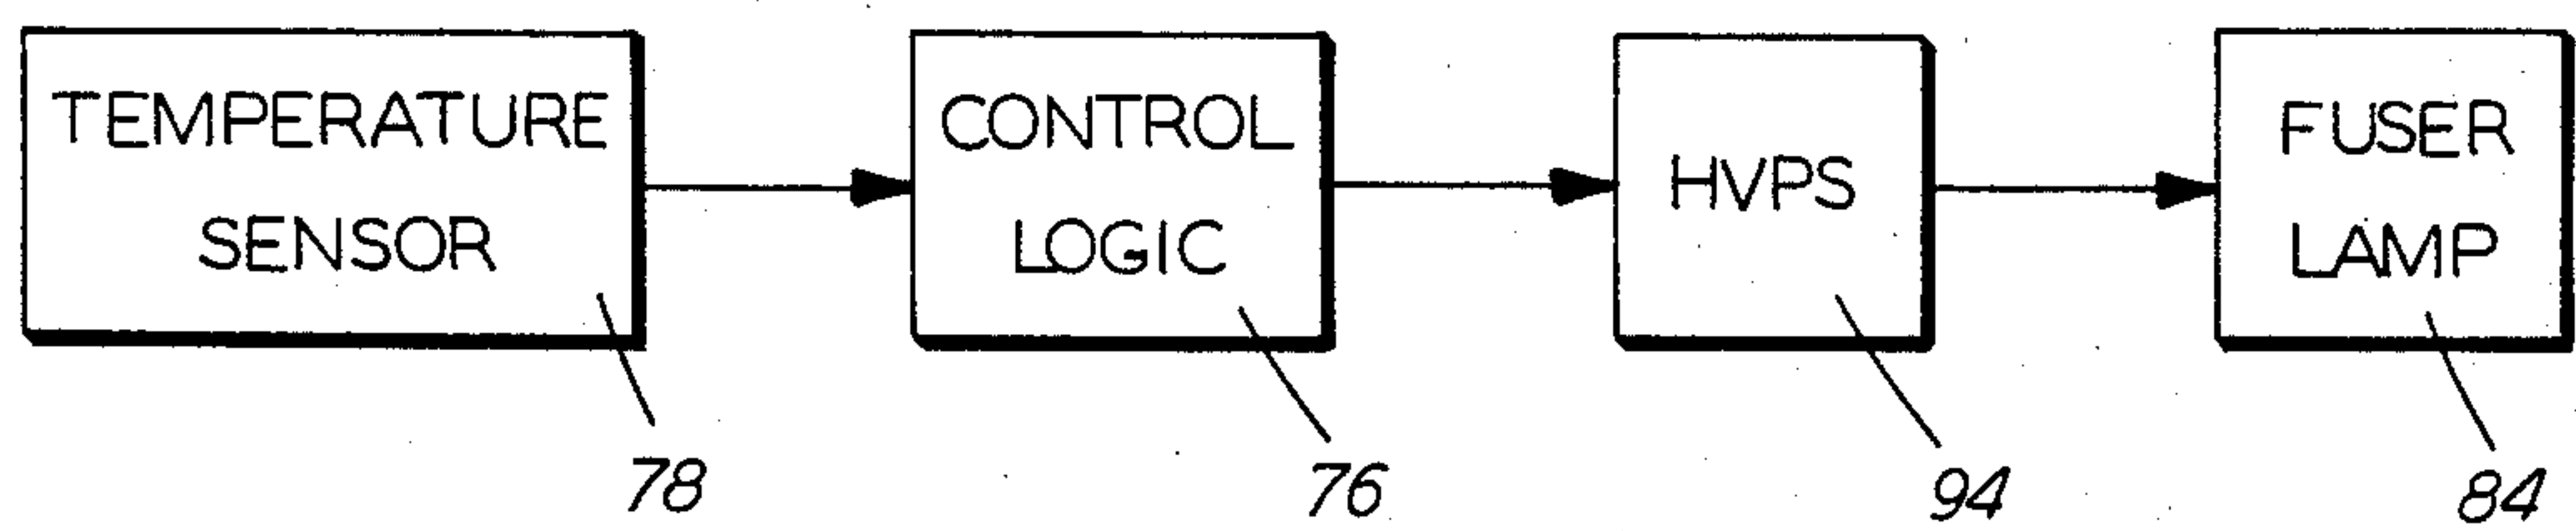 TEMPERATURE
SENSOR
CONTROL
LOGIC
HVPS
FUSER
LAMP
78
76
94
84